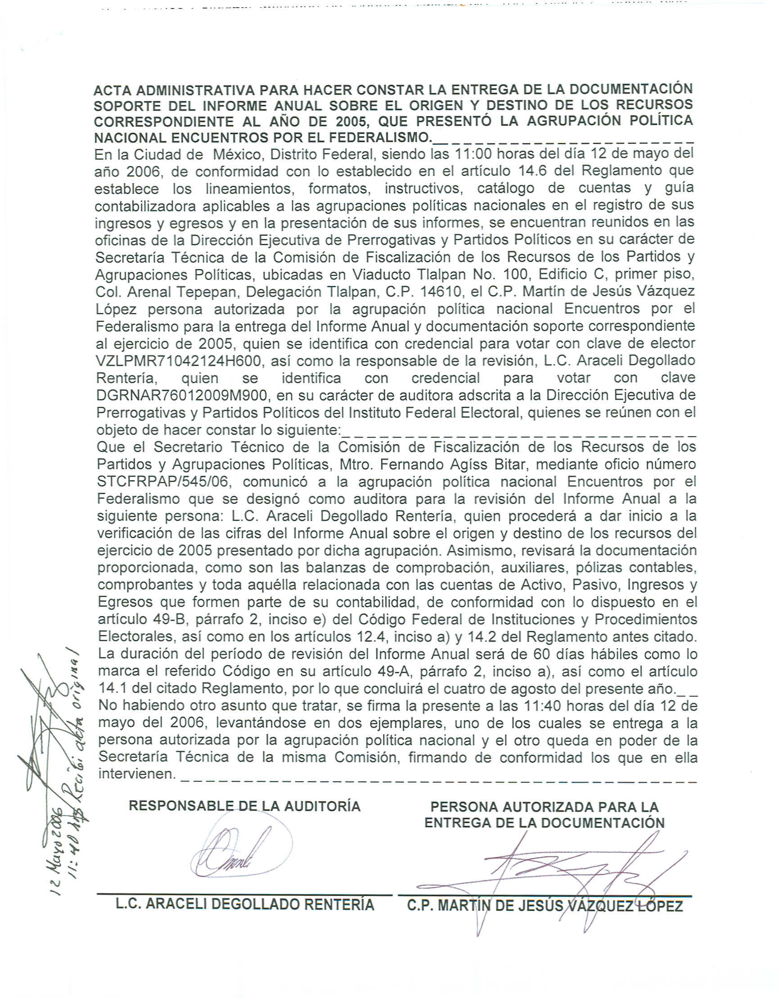 ACTA ADMINISTRATIVA PARA HACER CONSTAR LA ENTREGA DE LA DOCUMENTACIÓN
SOPORTE DEL INFORME ANUAL SOBRE EL ORIGEN Y DESTINO DE LOS RECURSOS
CORRESPONDIENTE AL AÑO DE 2005, QUE PRESENTÓ LA AGRUPACIÓN POLÍTICA
NACIONAL ENCUENTROS POR EL FEDERALISMO.
En la Ciudad de México, Distrito Federal, siendo las 11:00 horas del día 12 de mayo del
año 2006, de conformidad con lo establecido en el artículo 14.6 del Reglamento que
establece los lineamientos, formatos, instructivos, catálogo de cuentas y guía
contabilizadora aplicables a las agrupaciones políticas nacionales en el registro de sus
ingresos y egresos y en la presentación de sus informes, se encuentran reunidos en las
oficinas de la Dirección Ejecutiva de Prerrogativas y Partidos Políticos en su carácter de
Secretaría Técnica de la Comisión de Fiscalización de los Recursos de los Partidos y
Agrupaciones Políticas, ubicadas en Viaducto Tlalpan No. 100, Edificio C, primer piso,
Col. Arenal Tepepan, Delegación Tlalpan, C.P. 14610, el C.P. Martín de Jesús Vázquez
López persona autorizada por la agrupación política nacional Encuentros por el
Federalismo para la entrega del Informe Anual y documentación soporte correspondiente
al ejercicio de 2005, quien se identifica con credencial para votar con clave de elector
VZLPMR71042124H600, así como la responsable de la revisión, L.C. Araceli Degollado
Rentería, quien se identifica con credencial para votar con clave
DGRNAR76012009M900, en su carácter de auditora adscrita a la Dirección Ejecutiva de
Prerrogativas y Partidos Políticos del Instituto Federal Electoral, quienes se reúnen con el
objeto de hacer constar lo siguiente:
Que el Secretario Técnico de la Comisión de Fiscalización de los Recursos de los
Partidos y Agrupaciones Políticas, Mtro. Fernando Agíss Bitar, mediante oficio número
STCFRPAP/545/06, comunicó a la agrupación política nacional Encuentros por el
Federalismo que se designó como auditora para la revisión del Informe Anual a la
siguiente persona: L.C. Araceli Degollado Rentería, quien procederá a dar inicio a la
verificación de las cifras del Informe Anual sobre el origen y destino de los recursos del
ejercicio de 2005 presentado por dicha agrupación. Asimismo, revisará la documentación
proporcionada, como son las balanzas de comprobación, auxiliares, pólizas contables,
comprobantes y toda aquélla relacionada con las cuentas de Activo, Pasivo, Ingresos y
Egresos que formen parte de su contabilidad, de conformidad con lo dispuesto en el
artículo 49-B, párrafo 2, inciso e) del Código Federal de Instituciones y Procedimientos
Electorales, así como en los artículos 12.4, inciso a) y 14.2 del Reglamento antes citado.
La duración del período de revisión del Informe Anual será de 60 días hábiles como lo
marca el referido Código en su artículo 49-A, párrafo 2, inciso a), así como el artículo
14.1 del citado Reglamento, por lo que concluirá el cuatro de agosto del presente año.
No habiendo otro asunto que tratar, se firma la presente a las 11:40 horas del día 12 de
mayo del 2006, levantándose en dos ejemplares, uno de los cuales se entrega a la
persona autorizada por la agrupación política nacional y el otro queda en poder de la
Secretaría Técnica de la misma Comisión, firmando de conformidad los que en ella
intervienen.
RESPONSABLE DE LA AUDITORÍA
L.C. ARACELI DEGOLLADO RENTERÍA
PERSONA AUTORIZADA PARA LA
ENTREGA DE LA DOCUMENTACIÓN
C.P. MARTÍN DE JESÚS VÁZQUEZ LÓPEZ
12 Mayo 2006
11:40 hrs Recibi acta original